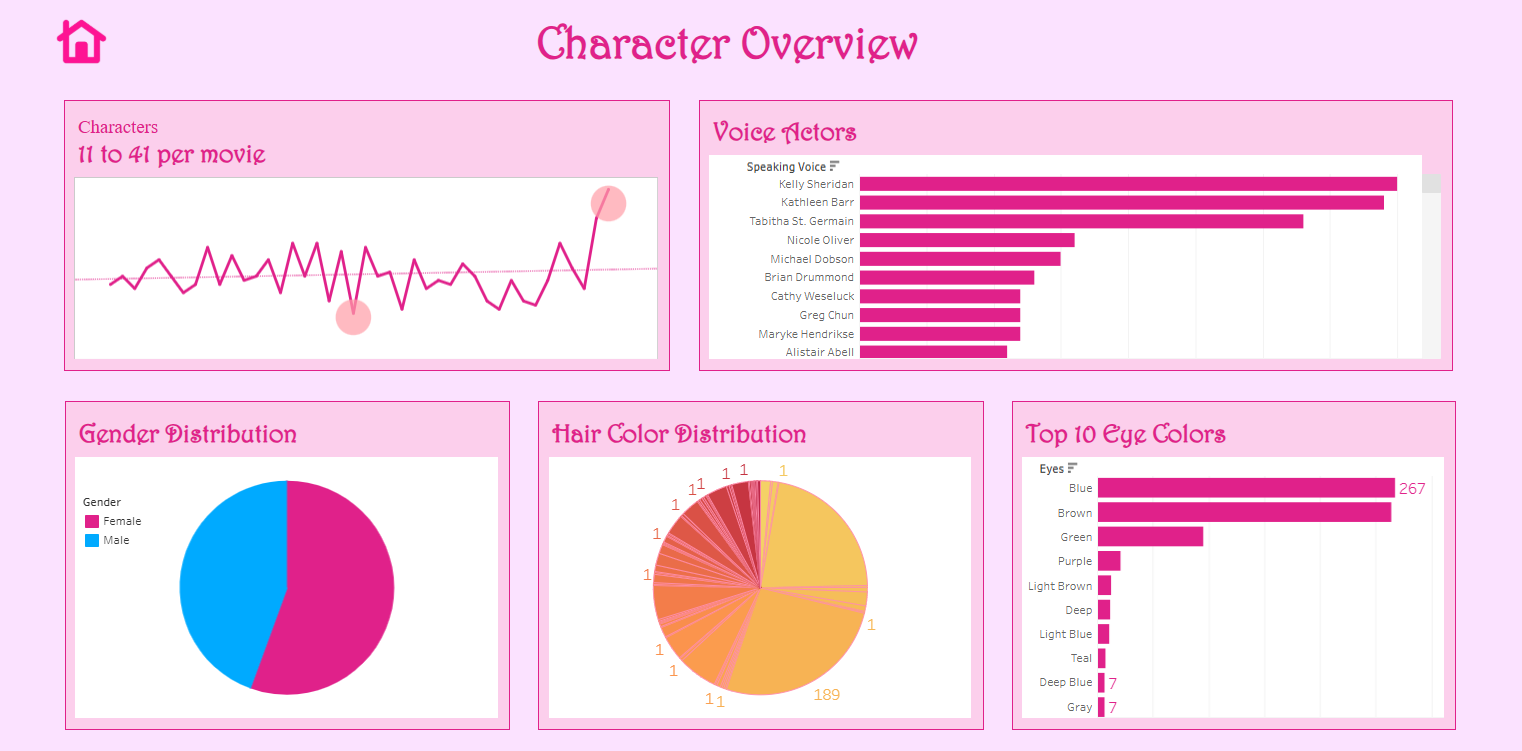 Character Overview
Characters
11 to 41 per movie
Voice Actors
Speaking Voice
Kelly Sheridan
Kathleen Barr
Tabitha St. Germain
Nicole Oliver
Michael Dobson
Brian Drummond
Cathy Weseluck
Greg Chun
Maryke Hendrikse
Alistair Abell
Gender Distribution
Gender
Female
Male
Hair Color Distribution
1
1
1
1
1
1
1
1
1
189
1
1
1
1
Top 10 Eye Colors
Eyes
Blue 267
Brown
Green
Purple
Light Brown
Deep
Light Blue
Teal
Deep Blue 7
Gray 7